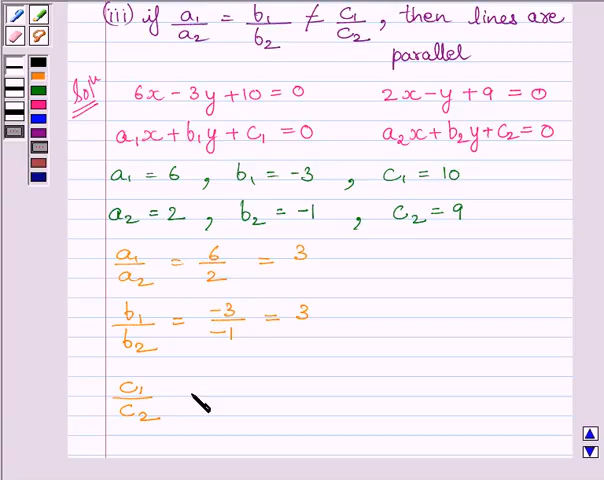 (iii) if a₁/a₂ = b₁/b₂ ≠ c₁/c₂, then lines are
parallel
Solⁿ 6x - 3y + 10 = 0 2x - y + 9 = 0
a₁x + b₁y + c₁ = 0 a₂x + b₂y + c₂ = 0
a₁ = 6 , b₁ = -3 , c₁ = 10
a₂ = 2 , b₂ = -1 , c₂ = 9
a₁/a₂ = 6/2 = 3
b₁/b₂ = -3/-1 = 3
c₁/c₂